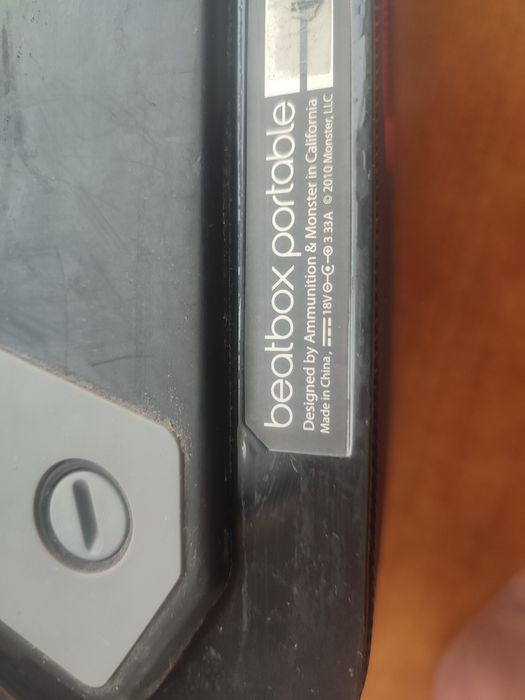 beatbox portable
Designed by Ammunition & Monster in California
Made in China, ⎓ 18V ⊖-C-⊕ 3 33A © 2010 Monster, LLC